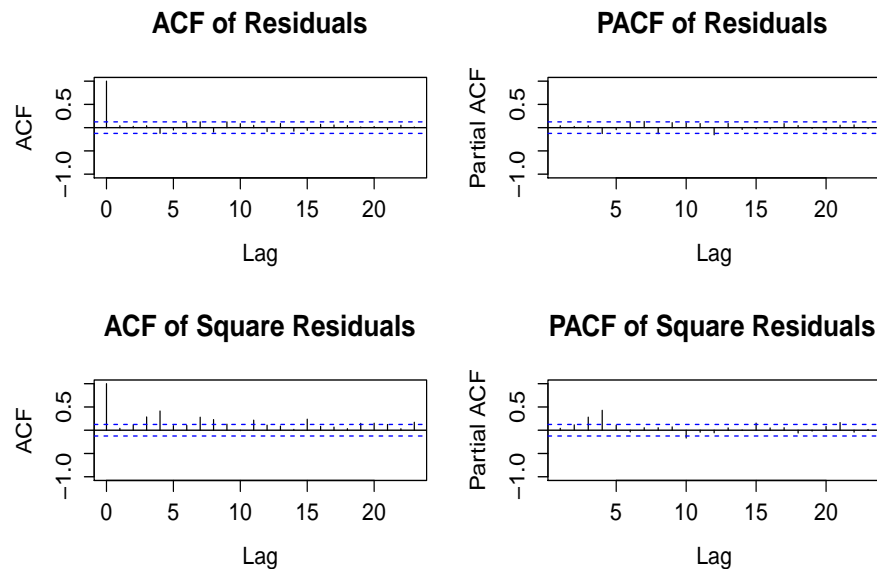 ACF of Residuals
ACF
0.5
−1.0
0 5 10 15 20
Lag
PACF of Residuals
Partial ACF
0.5
−1.0
5 10 15 20
Lag
ACF of Square Residuals
ACF
0.5
−1.0
0 5 10 15 20
Lag
PACF of Square Residuals
Partial ACF
0.5
−1.0
5 10 15 20
Lag